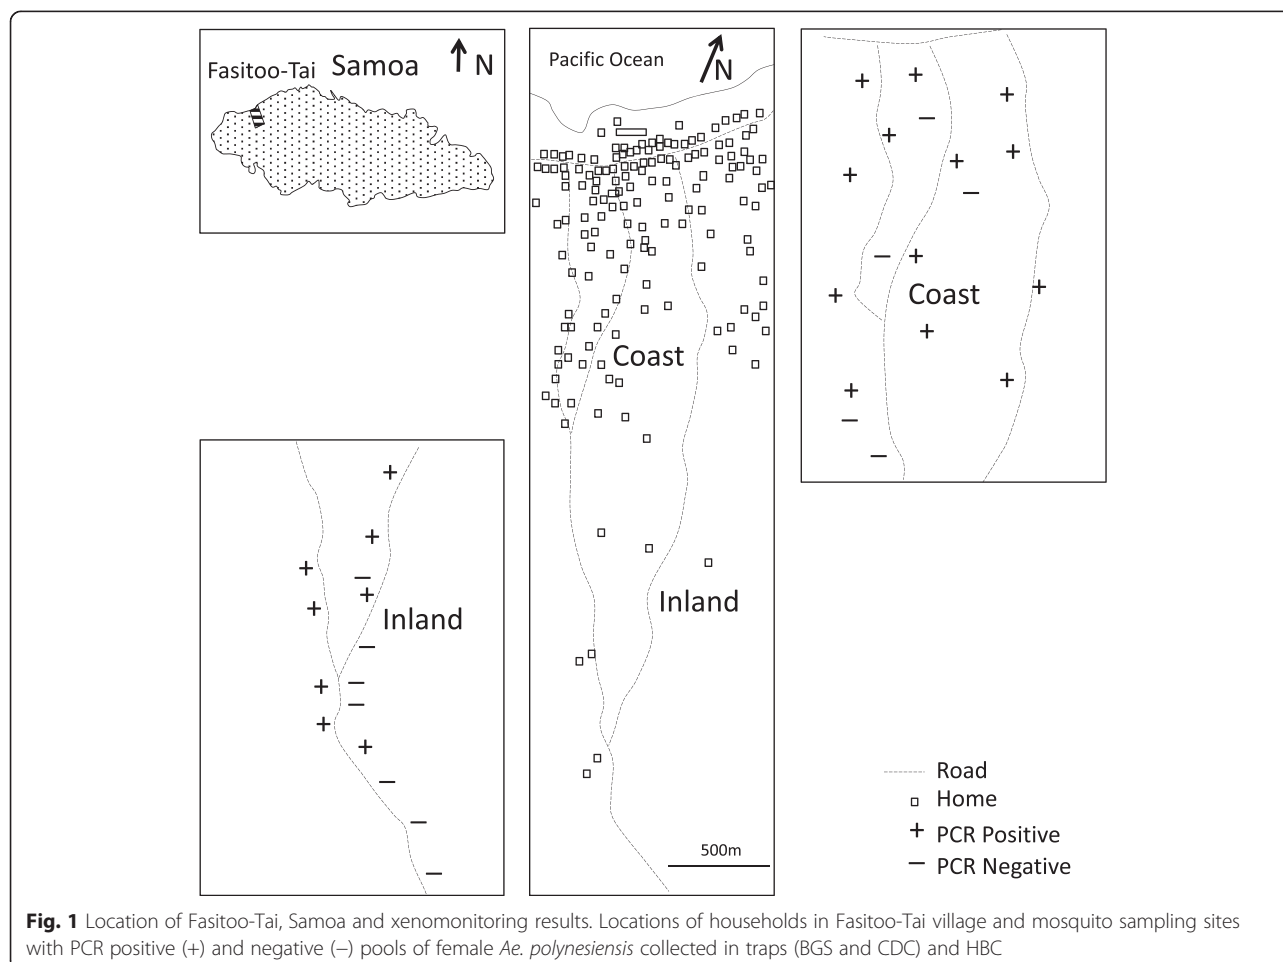 Fasitoo-Tai Samoa N
Pacific Ocean
N
Coast
Inland
500m
Coast
Inland
Road
Home
+ PCR Positive
− PCR Negative
Fig. 1 Location of Fasitoo-Tai, Samoa and xenomonitoring results. Locations of households in Fasitoo-Tai village and mosquito sampling sites
with PCR positive (+) and negative (−) pools of female Ae. polynesiensis collected in traps (BGS and CDC) and HBC